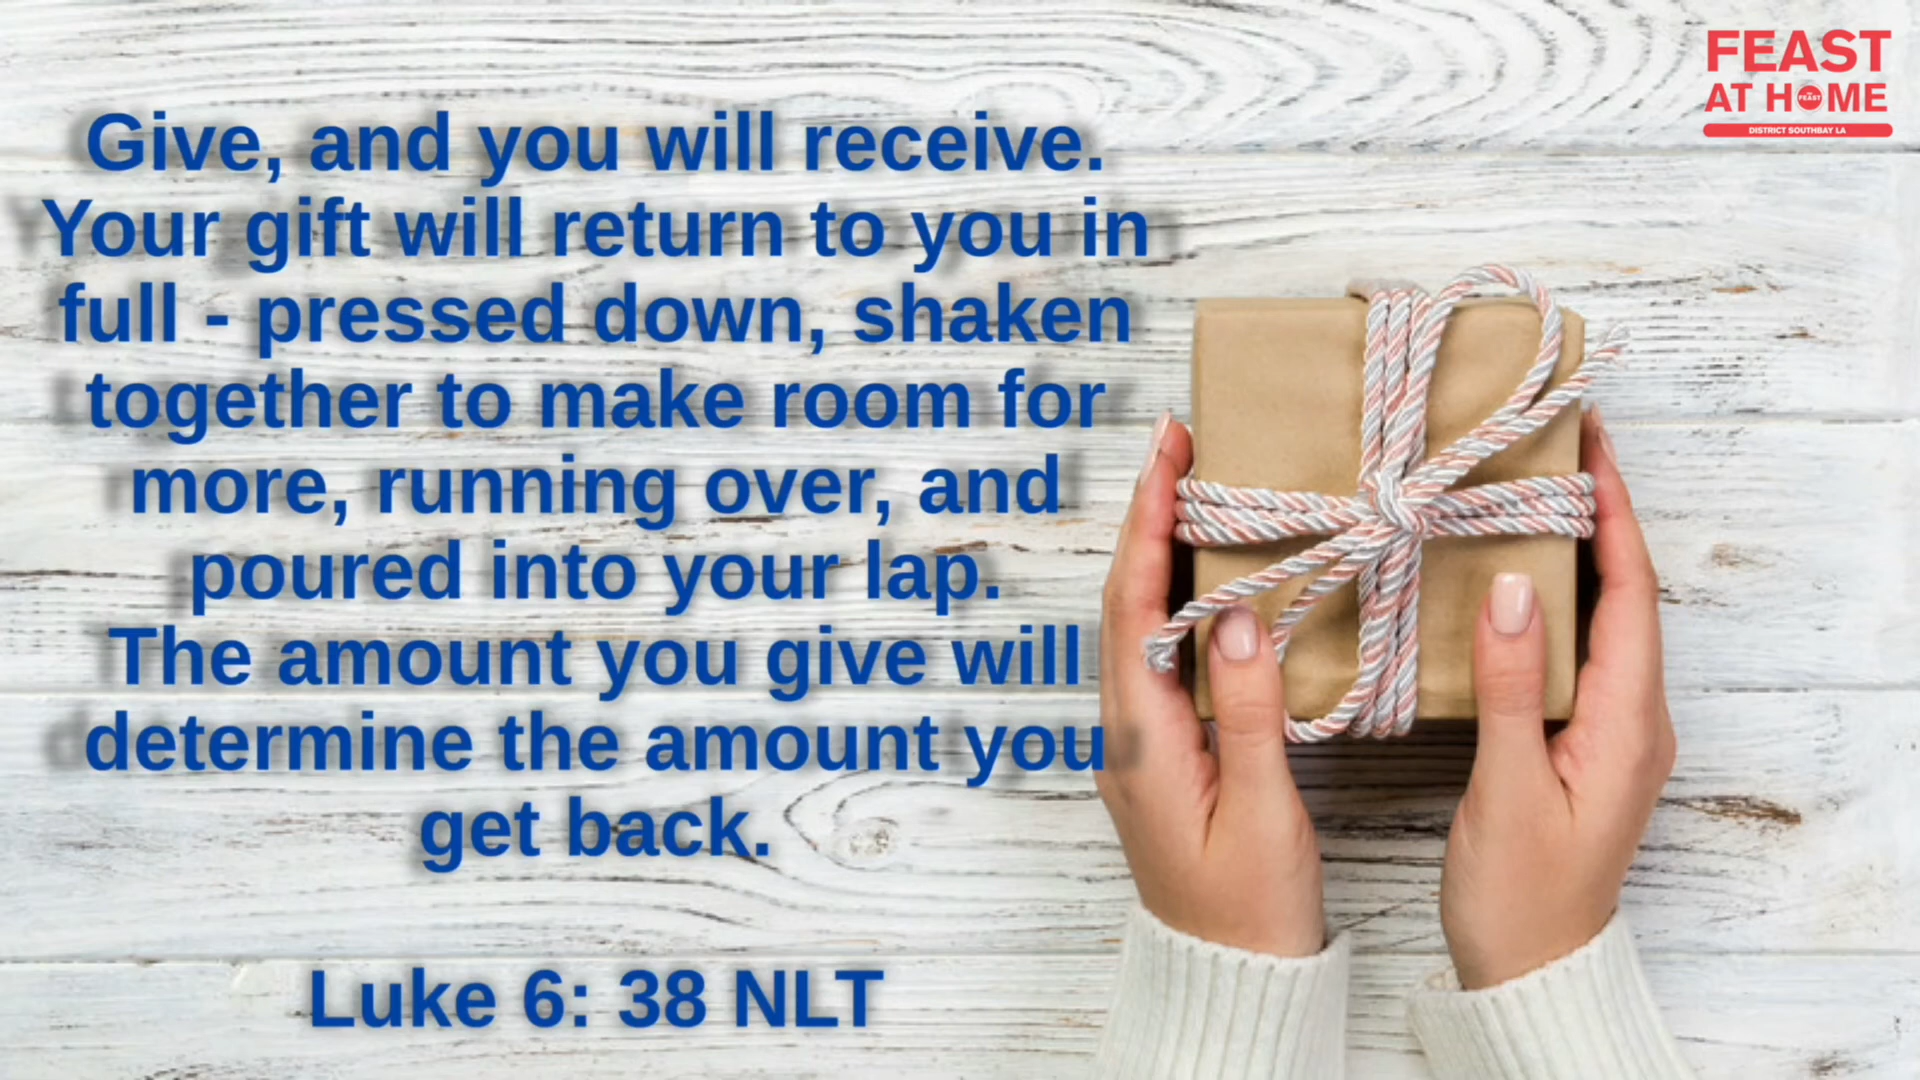 FEAST
AT HOME
FEAST
DISTRICT SOUTHBAY LA
Give, and you will receive.
Your gift will return to you in
full - pressed down, shaken
together to make room for
more, running over, and
poured into your lap.
The amount you give will
determine the amount you
get back.
Luke 6: 38 NLT